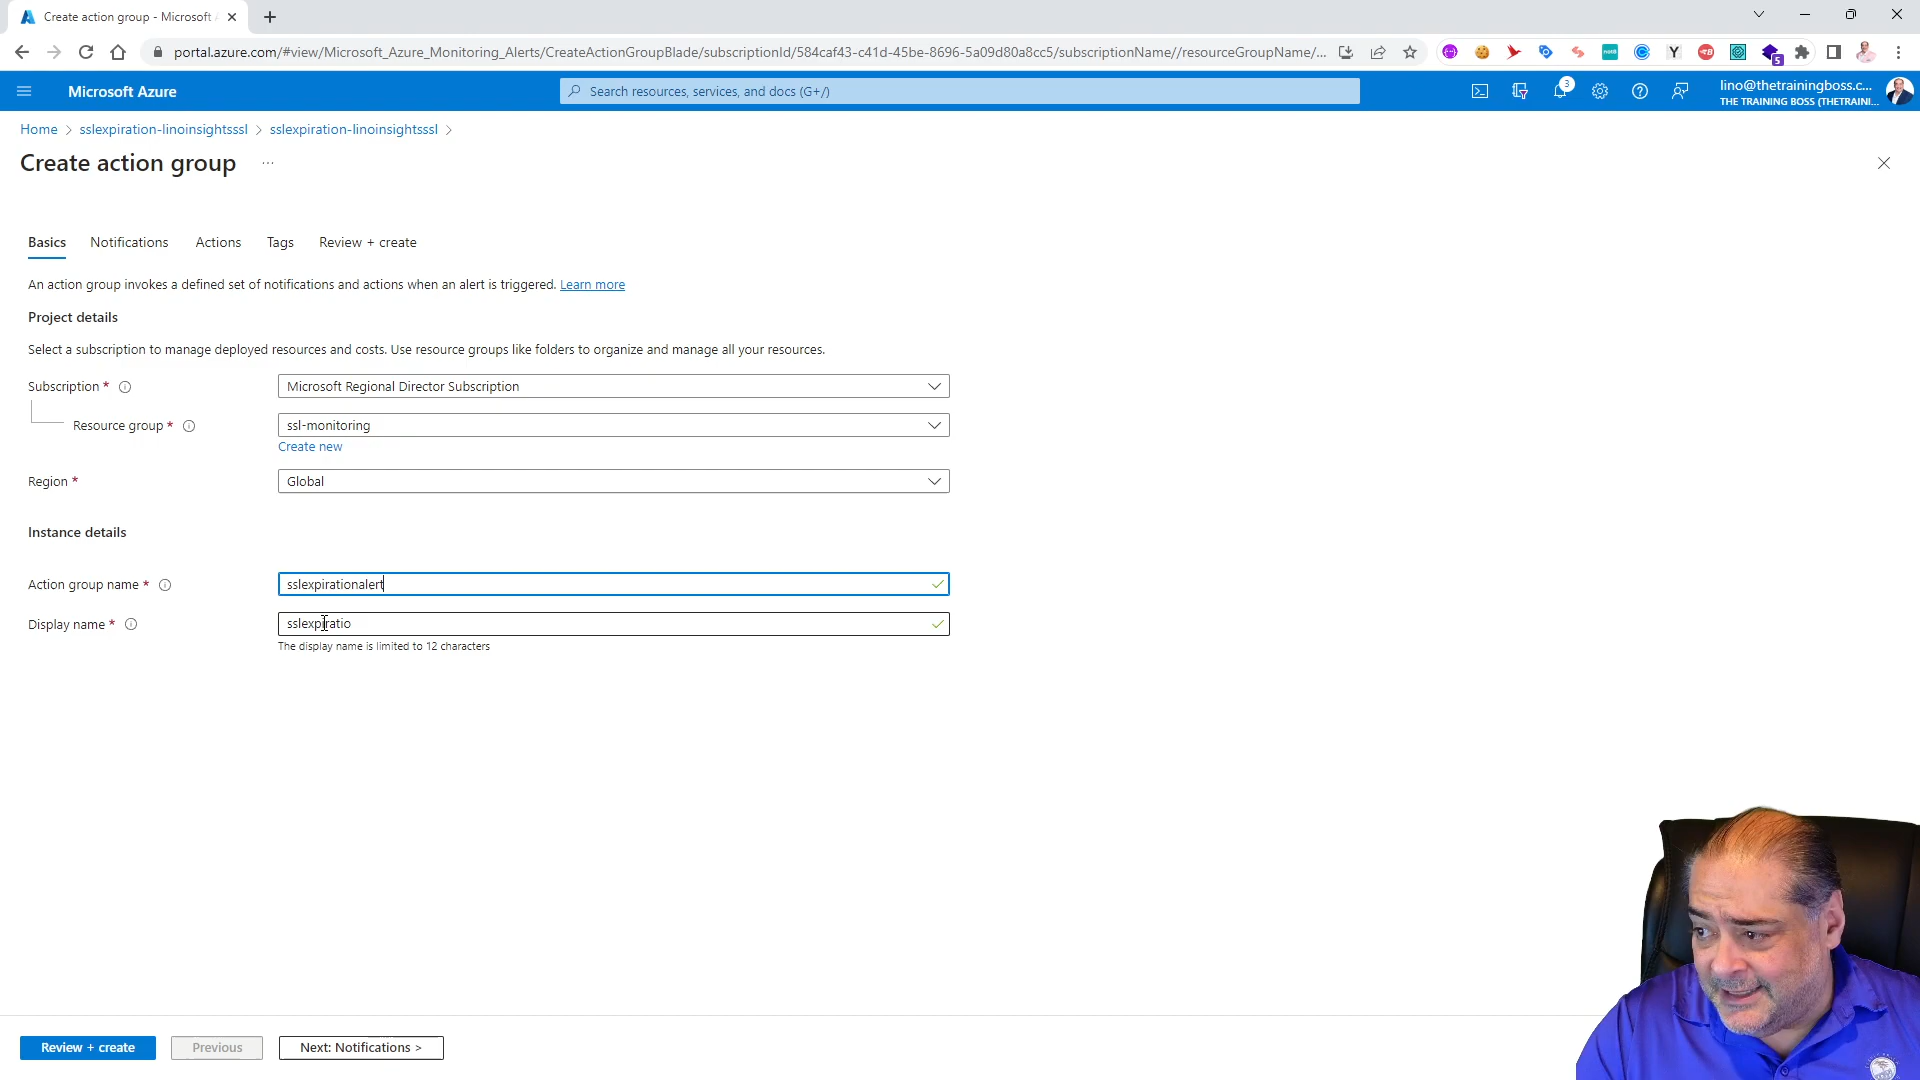 Create action group - Microsoft
portal.azure.com/#view/Microsoft_Azure_Monitoring_Alerts/CreateActionGroupBlade/subscriptionId/584caf43-c41d-45be-8696-5a09d80a8cc5/subscriptionName//resourceGroupName/...
Microsoft Azure
Search resources, services, and docs (G+/)
3
5
lino@thetrainingboss.c...
THE TRAINING BOSS (THETRAINI...
Home > sslexpiration-linoinsightsssl > sslexpiration-linoinsightsssl >
Create action group ...
Basics Notifications Actions Tags Review + create
An action group invokes a defined set of notifications and actions when an alert is triggered. Learn more
Project details
Select a subscription to manage deployed resources and costs. Use resource groups like folders to organize and manage all your resources.
Subscription * Microsoft Regional Director Subscription
Resource group * ssl-monitoring
Create new
Region * Global
Instance details
Action group name * sslexpirationalert
Display name * sslexpiratio
The display name is limited to 12 characters
Review + create Previous Next: Notifications >